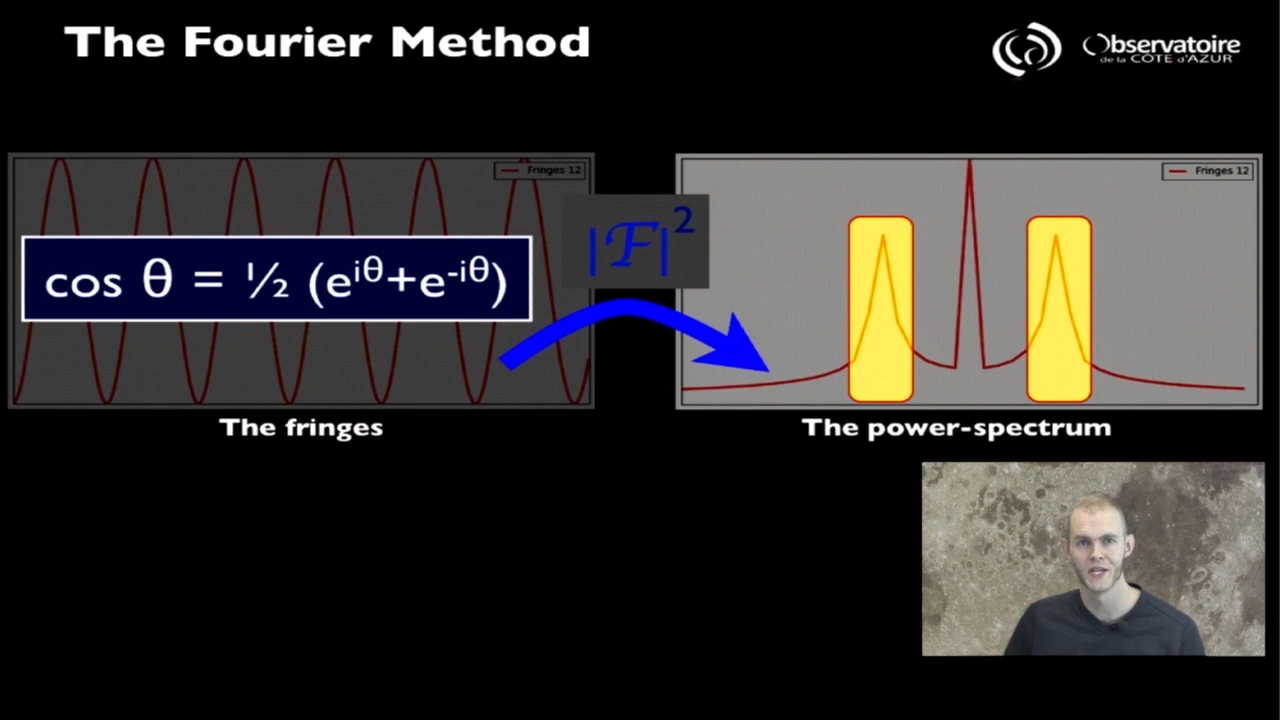 The Fourier Method
Observatoire
de la CÔTE d'AZUR
Fringes 12
Fringes 12
cos θ = ½ (e^iθ+e^-iθ)
|ℱ|²
The fringes
The power-spectrum